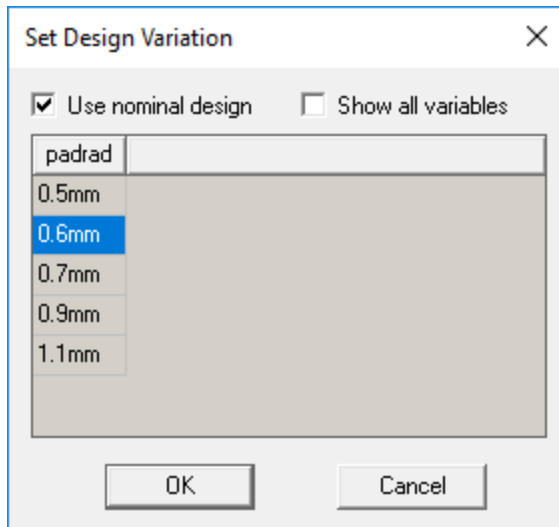 Set Design Variation
Use nominal design Show all variables
padrad
0.5mm
0.6mm
0.7mm
0.9mm
1.1mm
OK Cancel